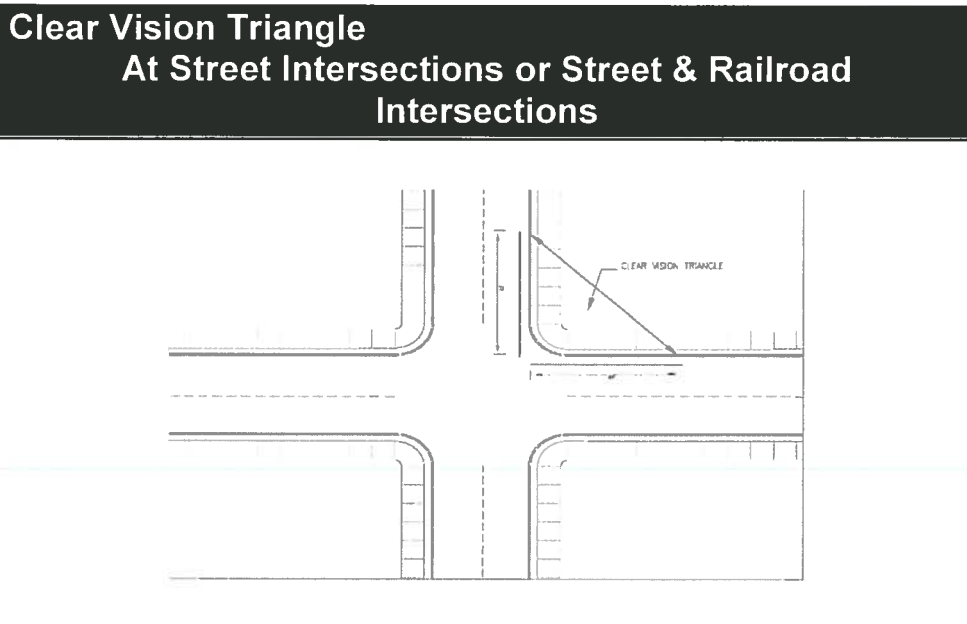 Clear Vision Triangle
At Street Intersections or Street & Railroad
Intersections
CLEAR VISION TRIANGLE